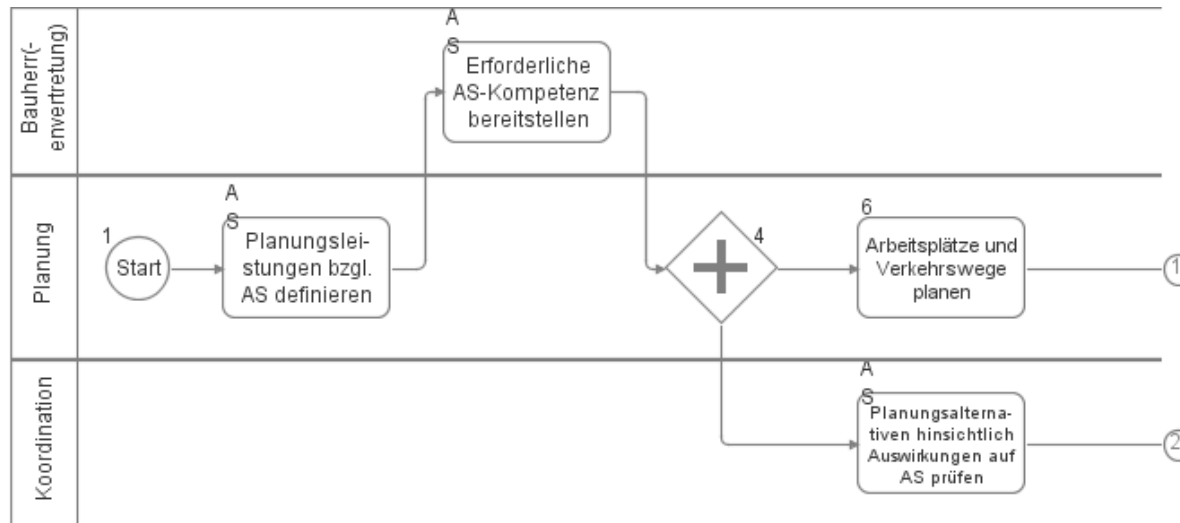 Bauherr(-
envertretung)
A
S
Erforderliche
AS-Kompetenz
bereitstellen
Planung
1
Start
A
S
Planungslei-
stungen bzgl.
AS definieren
4
6
Arbeitsplätze und
Verkehrswege
planen
1
Koordination
A
S
Planungsalterna-
tiven hinsichtlich
Auswirkungen auf
AS prüfen
2